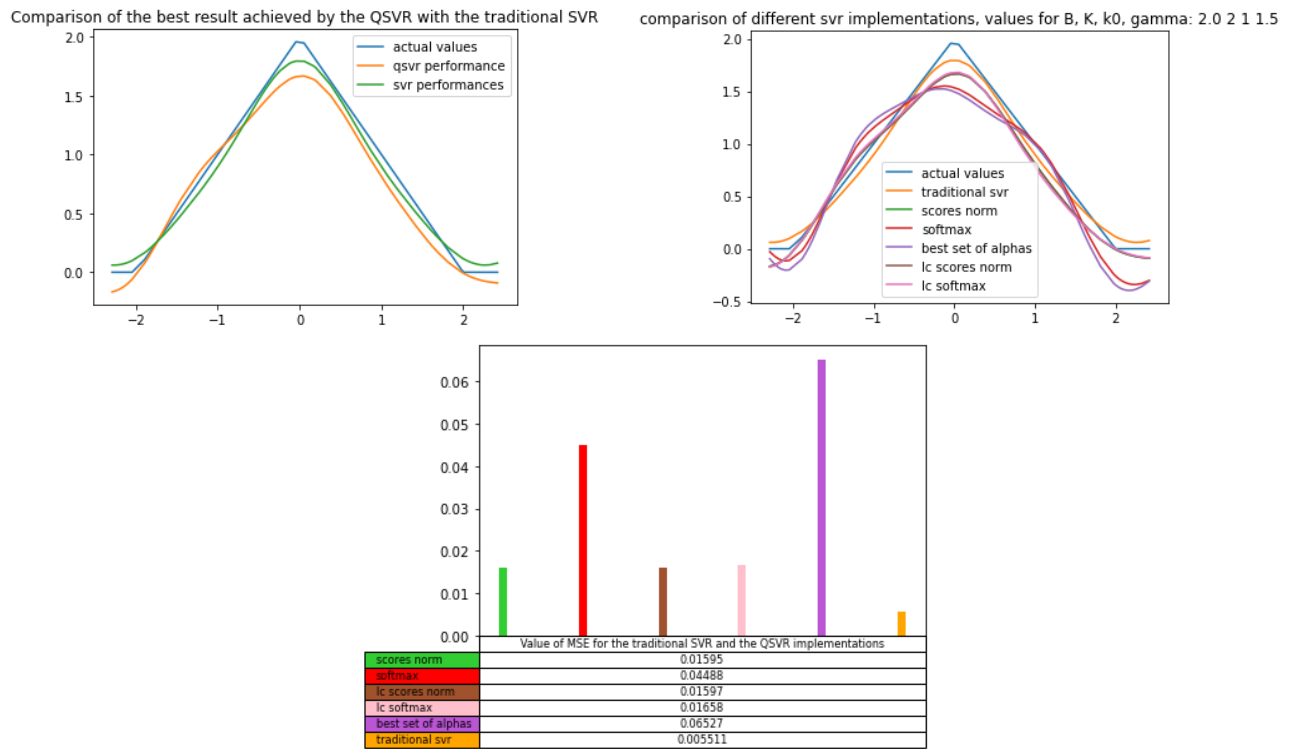 Comparison of the best result achieved by the QSVR with the traditional SVR
2.0
1.5
1.0
0.5
0.0
−2
−1
0
1
2
actual values
qsvr performance
svr performances
comparison of different svr implementations, values for B, K, k0, gamma: 2.0 2 1 1.5
2.0
1.5
1.0
0.5
0.0
−0.5
−2
−1
0
1
2
actual values
traditional svr
scores norm
softmax
best set of alphas
lc scores norm
lc softmax
0.06
0.05
0.04
0.03
0.02
0.01
0.00
Value of MSE for the traditional SVR and the QSVR implementations
scores norm 0.01595
softmax 0.04488
lc scores norm 0.01597
lc softmax 0.01658
best set of alphas 0.06527
traditional svr 0.005511